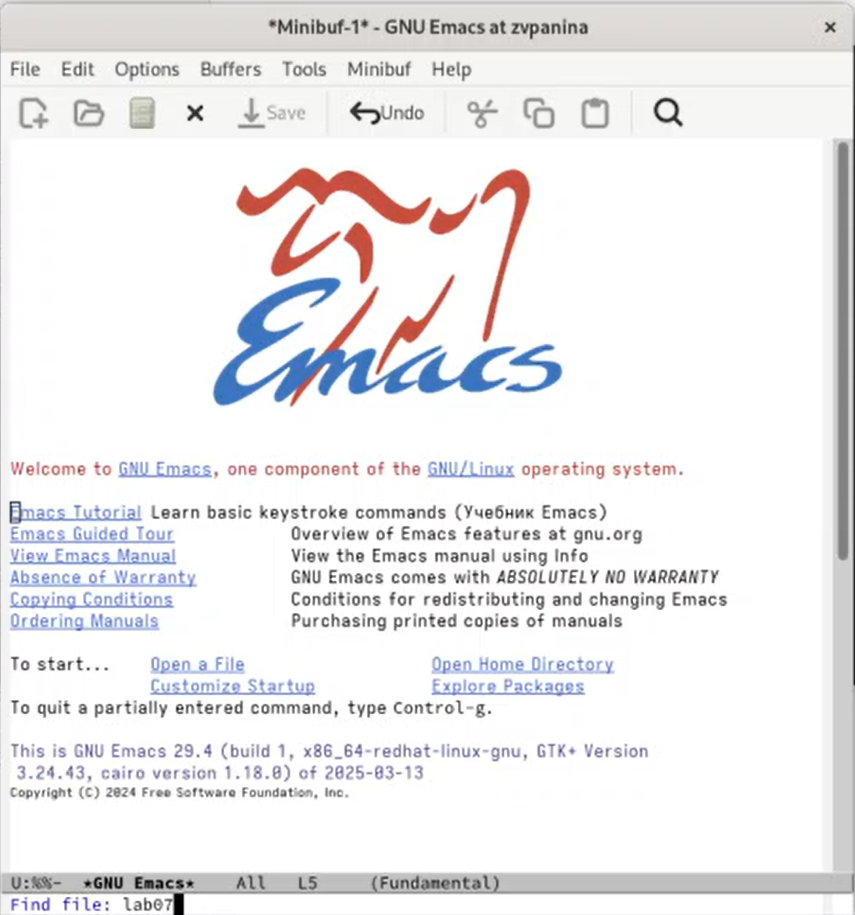 *Minibuf-1* - GNU Emacs at zvpanina ×
File Edit Options Buffers Tools Minibuf Help
Save Undo
Emacs
Welcome to GNU Emacs, one component of the GNU/Linux operating system.
Emacs Tutorial Learn basic keystroke commands (Учебник Emacs)
Emacs Guided Tour Overview of Emacs features at gnu.org
View Emacs Manual View the Emacs manual using Info
Absence of Warranty GNU Emacs comes with ABSOLUTELY NO WARRANTY
Copying Conditions Conditions for redistributing and changing Emacs
Ordering Manuals Purchasing printed copies of manuals
To start... Open a File Open Home Directory
Customize Startup Explore Packages
To quit a partially entered command, type Control-g.
This is GNU Emacs 29.4 (build 1, x86_64-redhat-linux-gnu, GTK+ Version
3.24.43, cairo version 1.18.0) of 2025-03-13
Copyright (C) 2024 Free Software Foundation, Inc.
U:%%- *GNU Emacs* All L5 (Fundamental)
Find file: lab07